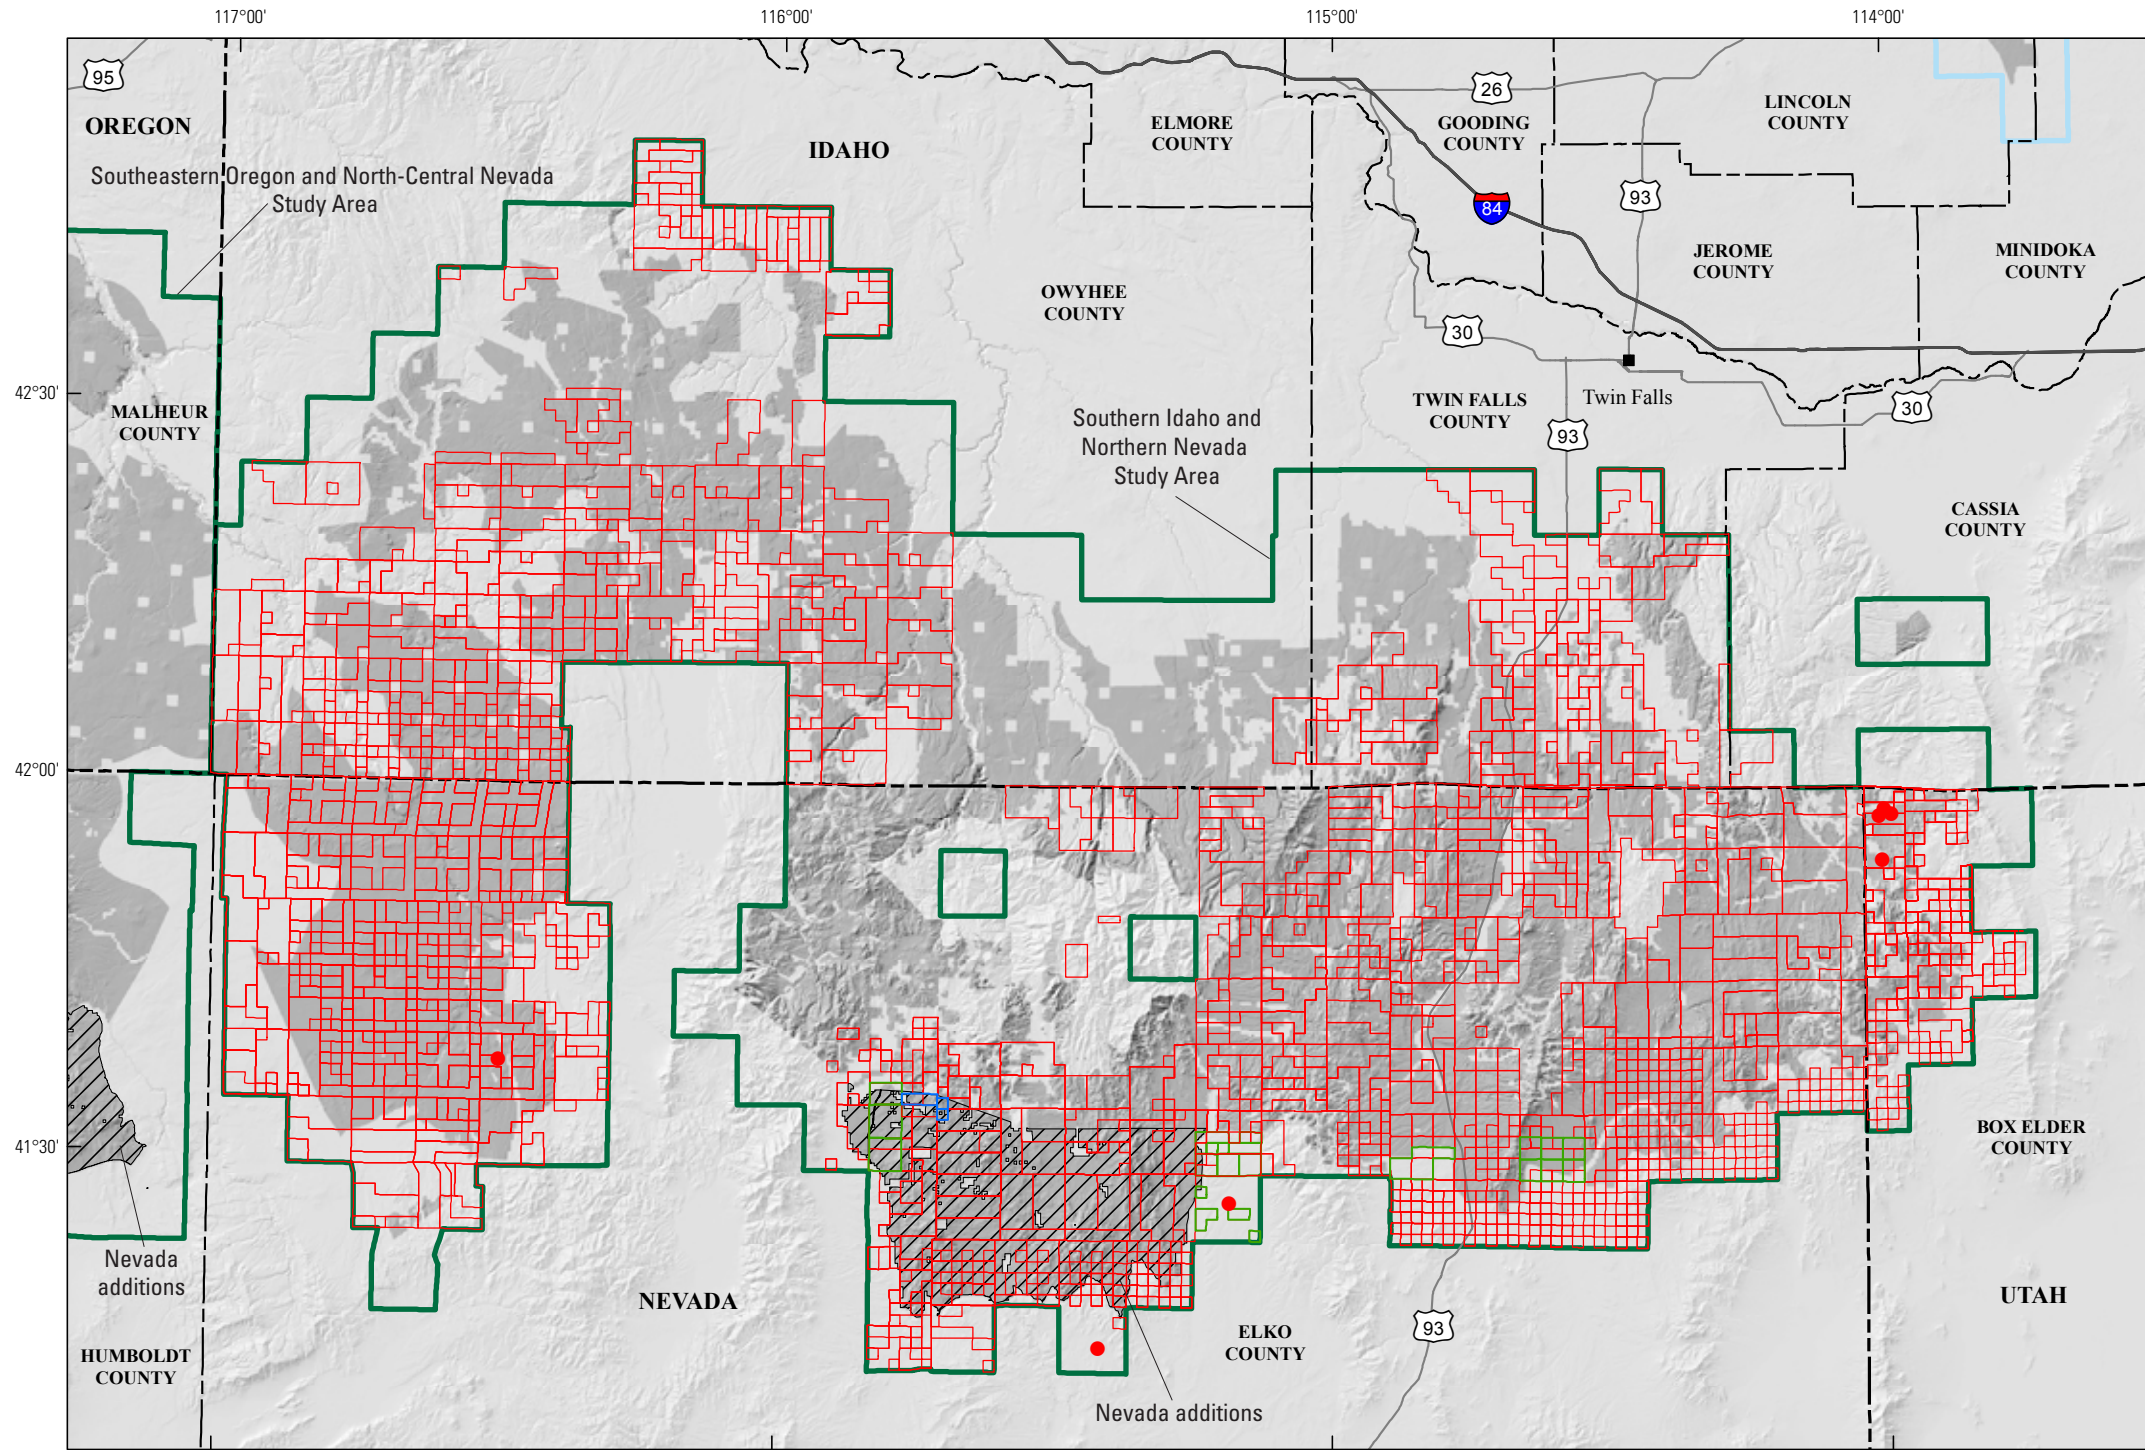 117°00'
116°00'
115°00'
114°00'
95
26
OREGON
IDAHO
ELMORE
COUNTY
GOODING
COUNTY
LINCOLN
COUNTY
Southeastern Oregon and North-Central Nevada
Study Area
84
93
JEROME
COUNTY
MINIDOKA
COUNTY
OWYHEE
COUNTY
30
42°30'
MALHEUR
COUNTY
Southern Idaho and
Northern Nevada
Study Area
TWIN FALLS
COUNTY
Twin Falls
93
30
CASSIA
COUNTY
42°00'
41°30'
BOX ELDER
COUNTY
Nevada
additions
NEVADA
UTAH
HUMBOLDT
COUNTY
ELKO
COUNTY
93
Nevada additions